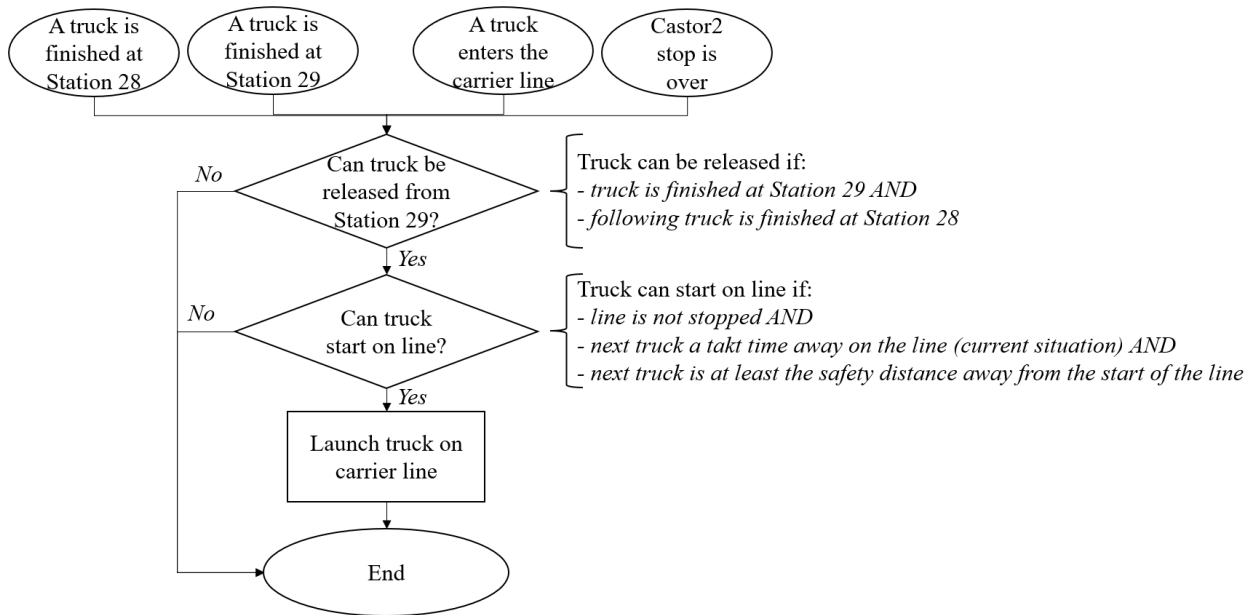 A truck is
finished at
Station 28
A truck is
finished at
Station 29
A truck
enters the
carrier line
Castor2
stop is
over
Can truck be
released from
Station 29?
No
Yes
Truck can be released if:
- truck is finished at Station 29 AND
- following truck is finished at Station 28
Can truck
start on line?
No
Yes
Truck can start on line if:
- line is not stopped AND
- next truck a takt time away on the line (current situation) AND
- next truck is at least the safety distance away from the start of the line
Launch truck on
carrier line
End